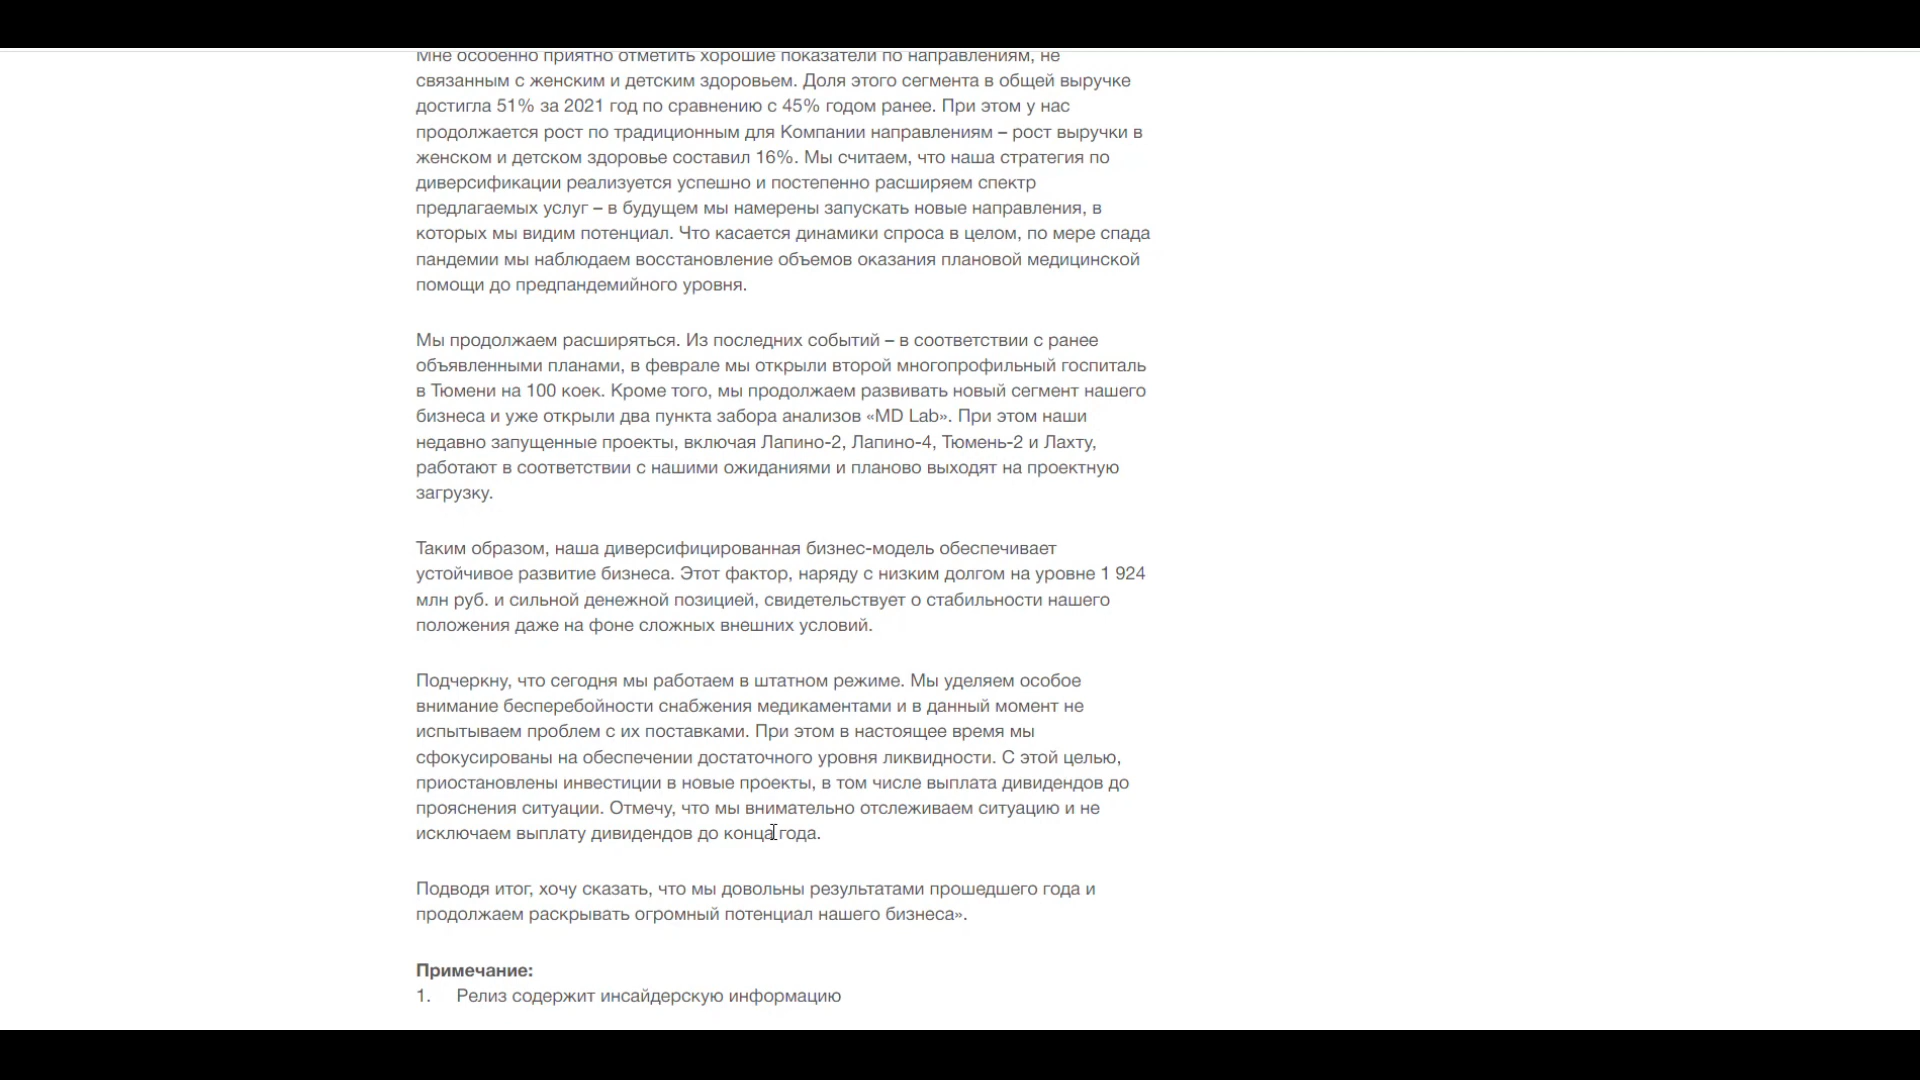 Мне особенно приятно отметить хорошие показатели по направлениям, не
связанным с женским и детским здоровьем. Доля этого сегмента в общей выручке
достигла 51% за 2021 год по сравнению с 45% годом ранее. При этом у нас
продолжается рост по традиционным для Компании направлениям – рост выручки в
женском и детском здоровье составил 16%. Мы считаем, что наша стратегия по
диверсификации реализуется успешно и постепенно расширяем спектр
предлагаемых услуг – в будущем мы намерены запускать новые направления, в
которых мы видим потенциал. Что касается динамики спроса в целом, по мере спада
пандемии мы наблюдаем восстановление объемов оказания плановой медицинской
помощи до предпандемийного уровня.
Мы продолжаем расширяться. Из последних событий – в соответствии с ранее
объявленными планами, в феврале мы открыли второй многопрофильный госпиталь
в Тюмени на 100 коек. Кроме того, мы продолжаем развивать новый сегмент нашего
бизнеса и уже открыли два пункта забора анализов «MD Lab». При этом наши
недавно запущенные проекты, включая Лапино-2, Лапино-4, Тюмень-2 и Лахту,
работают в соответствии с нашими ожиданиями и планово выходят на проектную
загрузку.
Таким образом, наша диверсифицированная бизнес-модель обеспечивает
устойчивое развитие бизнеса. Этот фактор, наряду с низким долгом на уровне 1 924
млн руб. и сильной денежной позицией, свидетельствует о стабильности нашего
положения даже на фоне сложных внешних условий.
Подчеркну, что сегодня мы работаем в штатном режиме. Мы уделяем особое
внимание бесперебойности снабжения медикаментами и в данный момент не
испытываем проблем с их поставками. При этом в настоящее время мы
сфокусированы на обеспечении достаточного уровня ликвидности. С этой целью,
приостановлены инвестиции в новые проекты, в том числе выплата дивидендов до
прояснения ситуации. Отмечу, что мы внимательно отслеживаем ситуацию и не
исключаем выплату дивидендов до конца года.
Подводя итог, хочу сказать, что мы довольны результатами прошедшего года и
продолжаем раскрывать огромный потенциал нашего бизнеса».
Примечание:
1. Релиз содержит инсайдерскую информацию